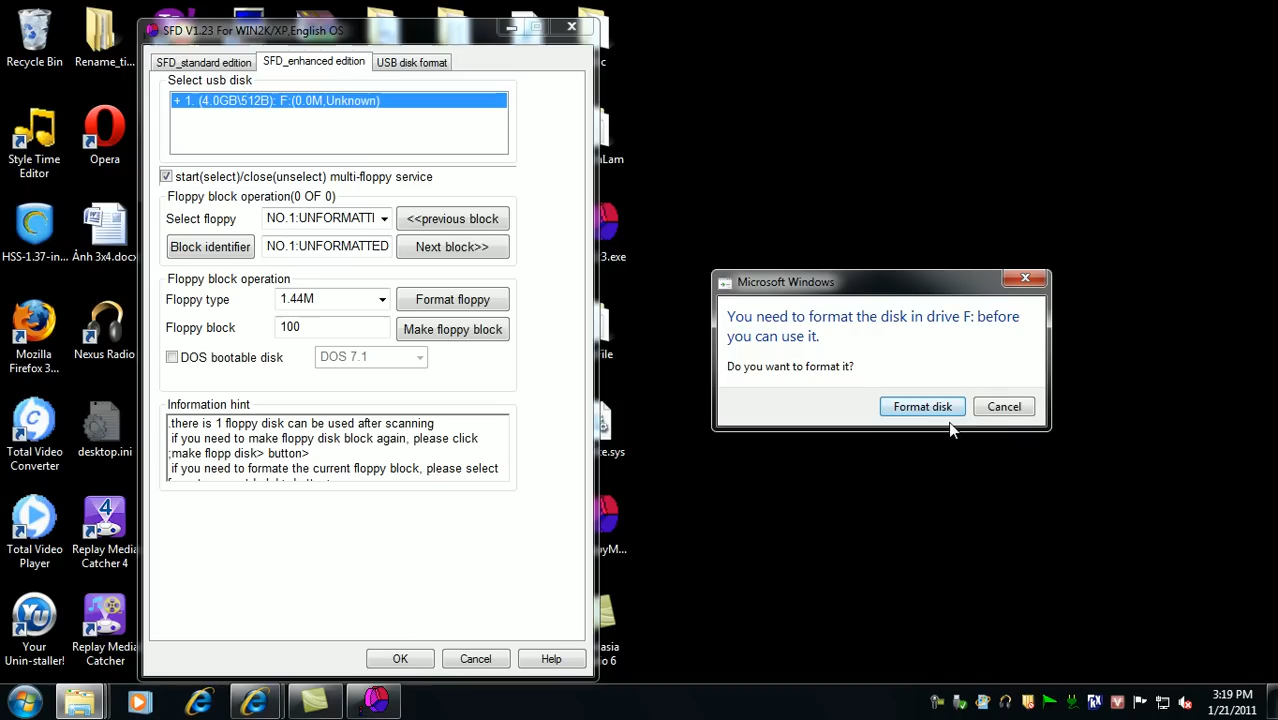 Recycle Bin
Rename_ti...
Style Time
Editor
Opera
HSS-1.37-in...
Ảnh 3x4.docx
Mozilla
Firefox 3...
Nexus Radio
Total Video
Converter
desktop.ini
Total Video
Player
Replay Media
Catcher 4
Your
Unin-staller!
Replay Media
Catcher
SFD V1.23 For WIN2K/XP,English OS
SFD_standard edition
SFD_enhanced edition
USB disk format
Select usb disk
+ 1. (4.0GB\512B): F:(0.0M,Unknown)
start(select)/close(unselect) multi-floppy service
Floppy block operation(0 OF 0)
Select floppy
NO.1:UNFORMATTI
<<previous block
Block identifier
NO.1:UNFORMATTED
Next block>>
Floppy block operation
Floppy type
1.44M
Format floppy
Floppy block
100
Make floppy block
DOS bootable disk
DOS 7.1
Information hint
.there is 1 floppy disk can be used after scanning
if you need to make floppy disk block again, please click
;make flopp disk> button>
if you need to formate the current floppy block, please select
OK
Cancel
Help
Microsoft Windows
You need to format the disk in drive F: before
you can use it.
Do you want to format it?
Format disk
Cancel
3:19 PM
1/21/2011